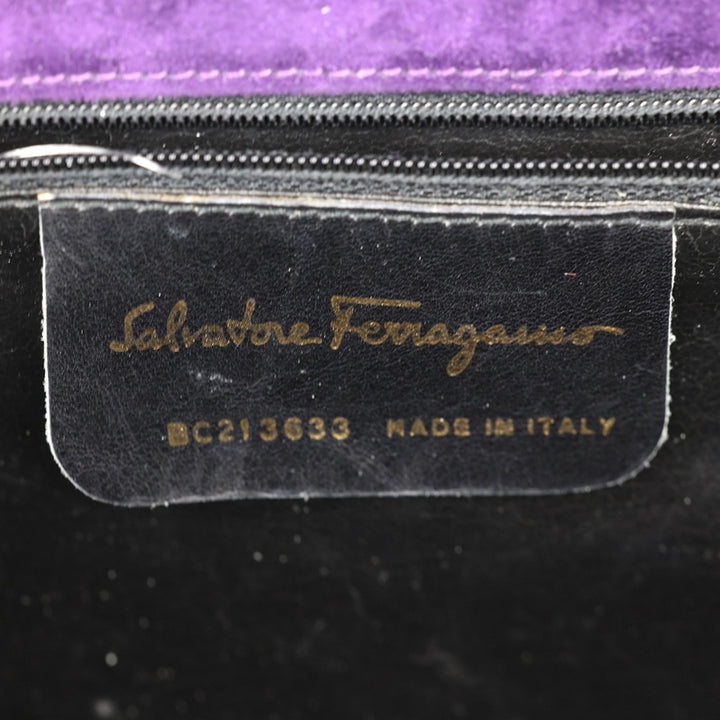 Salvatore Ferragamo
BC213633 MADE IN ITALY